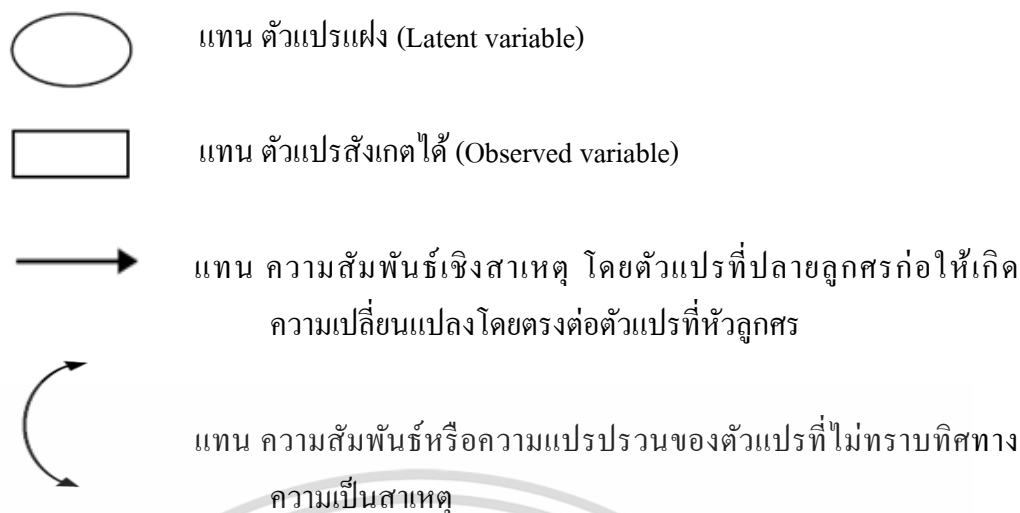 แทน ตัวแปรแฝง (Latent variable)
แทน ตัวแปรสังเกตได้ (Observed variable)
แทน ความสัมพันธ์เชิงสาเหตุ โดยตัวแปรที่ปลายลูกศรก่อให้เกิด
ความเปลี่ยนแปลงโดยตรงต่อตัวแปรที่หัวลูกศร
แทน ความสัมพันธ์หรือความแปรปรวนของตัวแปรที่ไม่ทราบทิศทาง
ความเป็นสาเหตุ